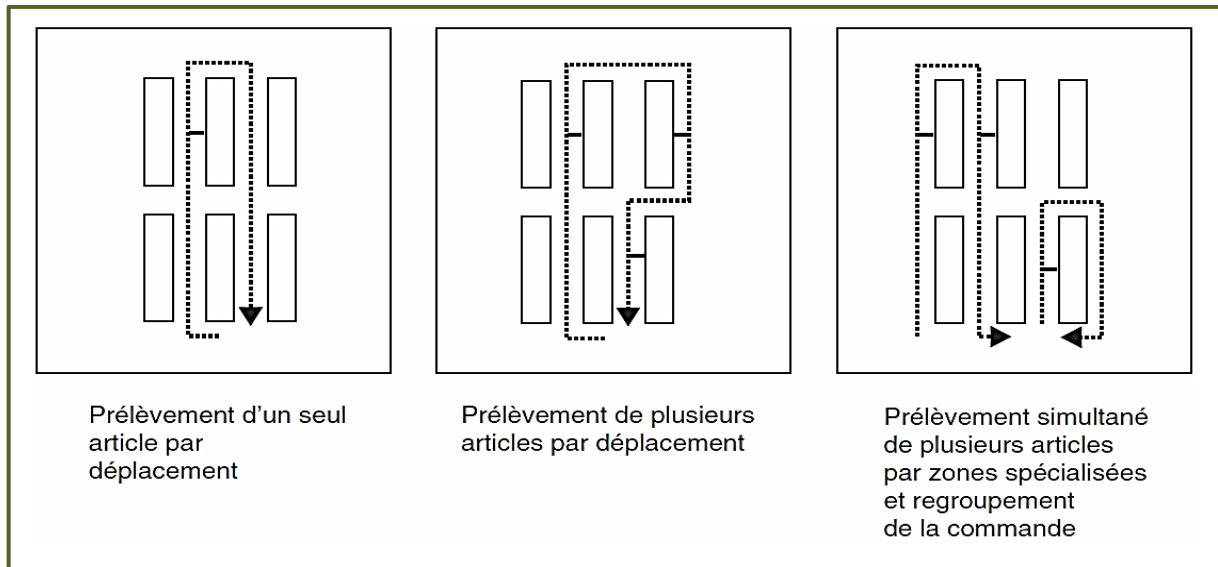 Prélèvement d'un seul
article par
déplacement
Prélèvement de plusieurs
articles par déplacement
Prélèvement simultané
de plusieurs articles
par zones spécialisées
et regroupement
de la commande